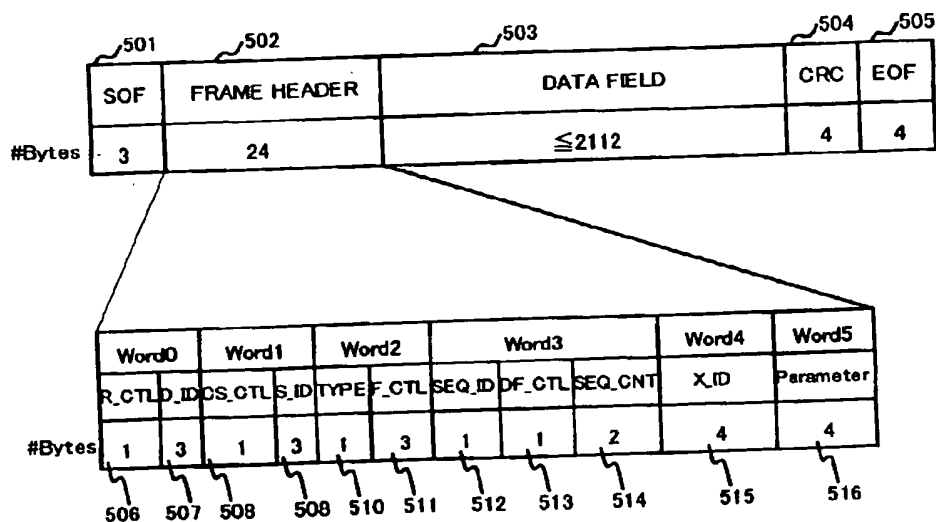 501 502 503 504 505
SOF FRAME HEADER DATA FIELD CRC EOF
#Bytes 3 24 ≦2112 4 4
Word0 Word1 Word2 Word3 Word4 Word5
R_CTL D_ID CS_CTL S_ID TYPE F_CTL SEQ_ID DF_CTL SEQ_CNT X_ID Parameter
#Bytes 1 3 1 3 1 3 1 1 2 4 4
506 507 508 508 510 511 512 513 514 515 516